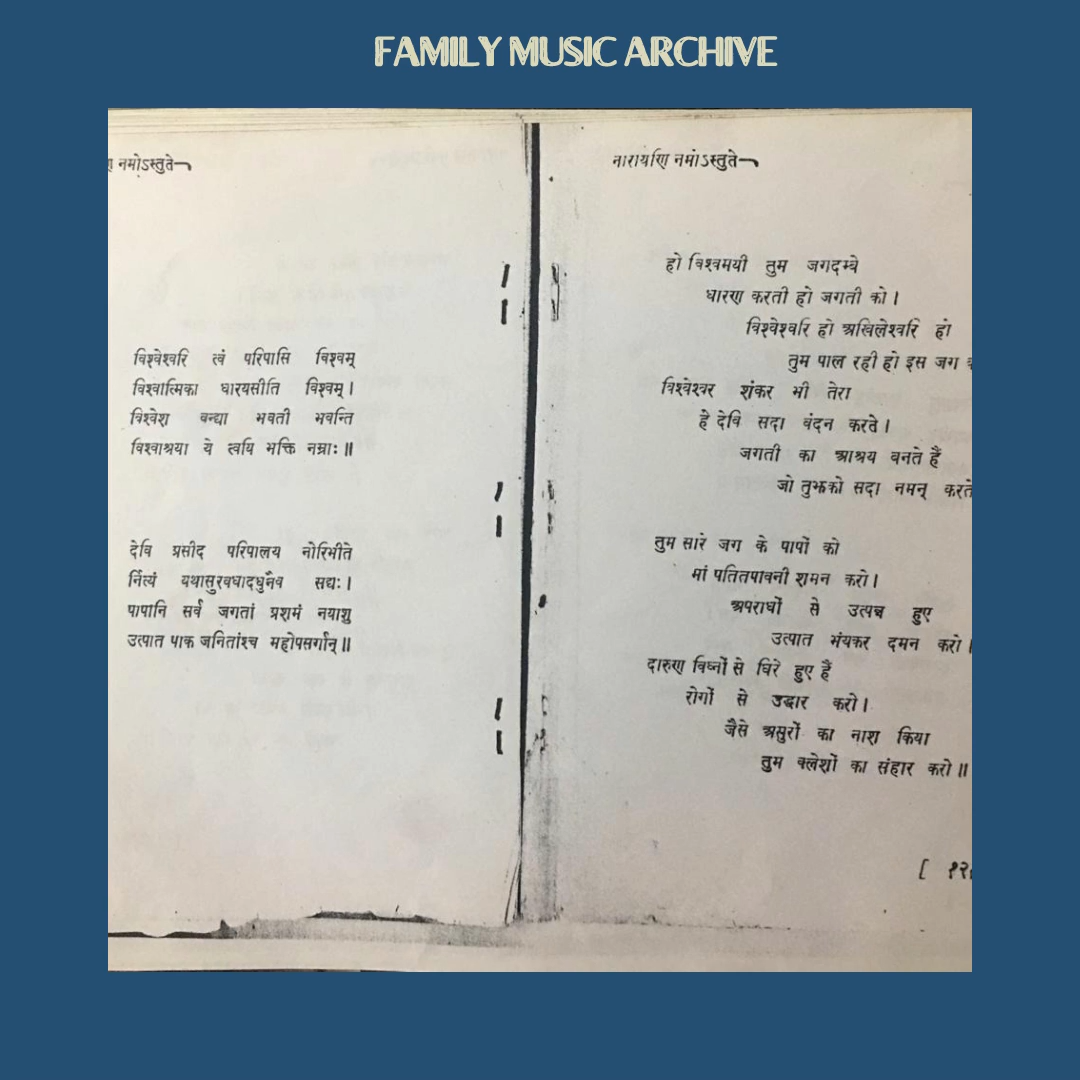 FAMILY MUSIC ARCHIVE
नमोऽस्तुते
विश्वेश्वरि त्वं परिपासि विश्वम्
विश्वात्मिका धारयसीति विश्वम् ।
विश्वेश वन्द्या भवती भवन्ति
विश्वाश्रया ये त्वयि भक्ति नम्राः ॥
देवि प्रसीद परिपालय नोरिभीते
र्नित्यं यथासुरवधादधुनैव सद्यः ।
पापानि सर्व जगतां प्रशमं नयाशु
उत्पात पाक जनितांश्च महोपसर्गान् ॥
नारायणि नमोऽस्तुते
हो विश्वमयी तुम जगदम्बे
धारण करती हो जगती को ।
विश्वेश्वरि हो अखिलेश्वरि हो
तुम पाल रही हो इस जग
विश्वेश्वर शंकर भी तेरा
हे देवि सदा वंदन करते ।
जगती का आश्रय बनते हैं
जो तुझको सदा नमन् करते
तुम सारे जग के पापों को
मां पतितपावनी शमन करो ।
अपराधों से उत्पन्न हुए
उत्पात भंयकर दमन करो ।
दारुण विघ्नों से घिरे हुए हैं
रोगों से उद्धार करो ।
जैसे असुरों का नाश किया
तुम क्लेशों का संहार करो ॥
[ १२